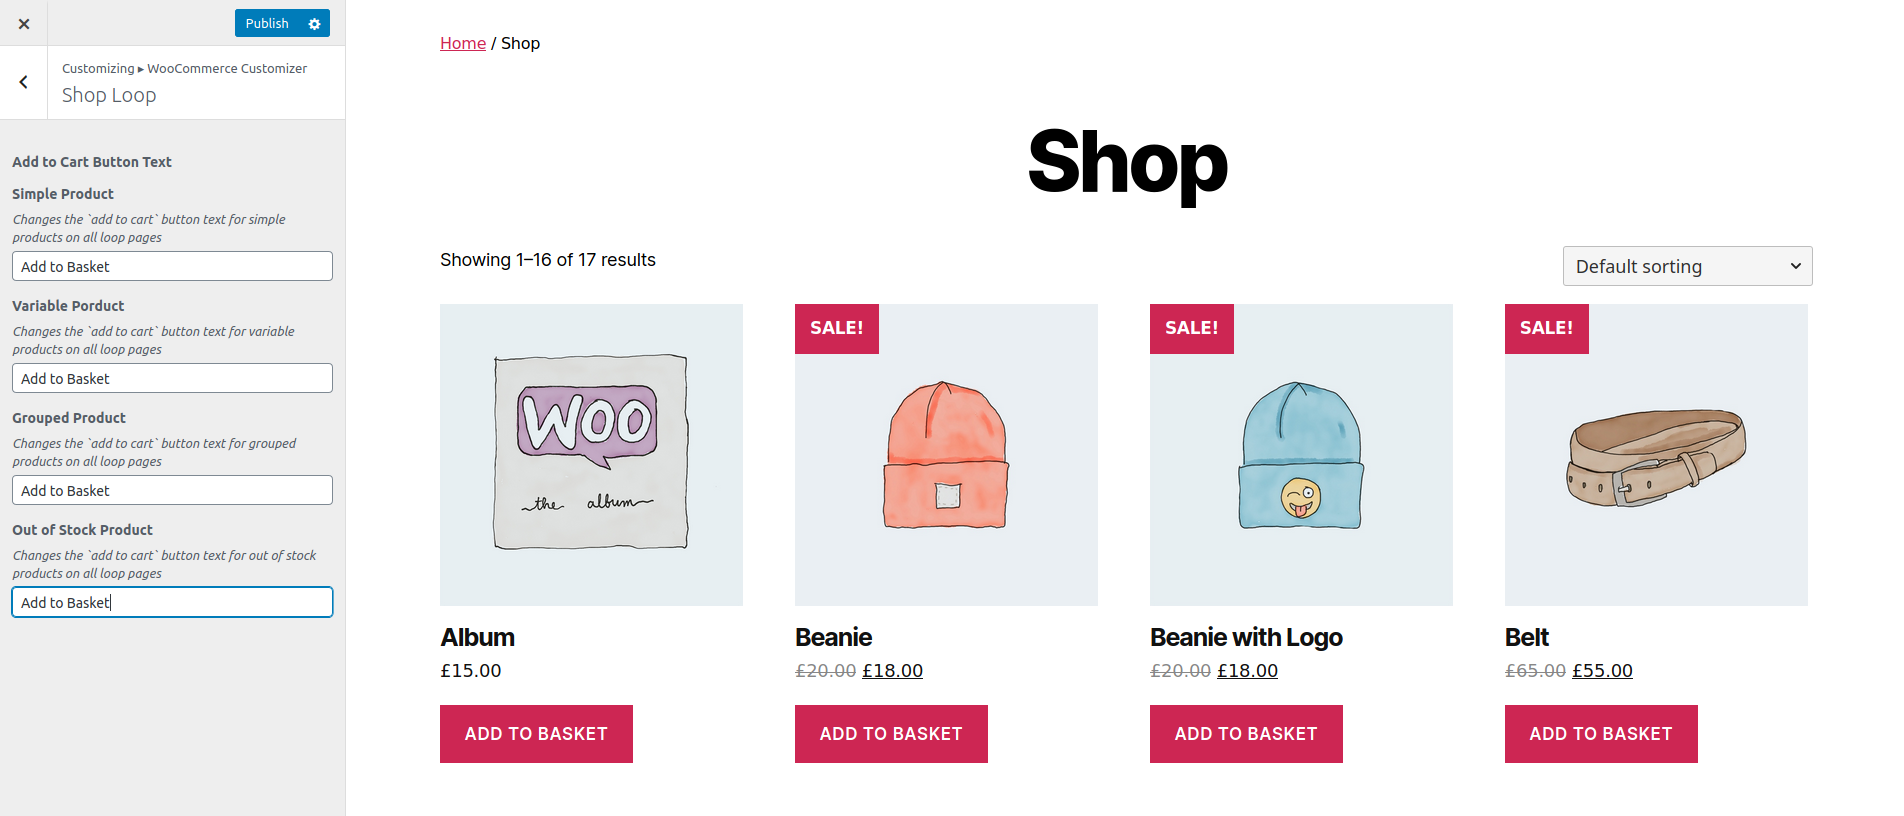 Publish
Customizing ▸ WooCommerce Customizer
Shop Loop
Add to Cart Button Text
Simple Product
Changes the `add to cart` button text for simple
products on all loop pages
Add to Basket
Variable Porduct
Changes the `add to cart` button text for variable
products on all loop pages
Add to Basket
Grouped Product
Changes the `add to cart` button text for grouped
products on all loop pages
Add to Basket
Out of Stock Product
Changes the `add to cart` button text for out of stock
products on all loop pages
Add to Basket
Home / Shop
Shop
Showing 1–16 of 17 results
Default sorting
WOO
the album
SALE!
SALE!
SALE!
Album
£15.00
ADD TO BASKET
Beanie
£20.00 £18.00
ADD TO BASKET
Beanie with Logo
£20.00 £18.00
ADD TO BASKET
Belt
£65.00 £55.00
ADD TO BASKET